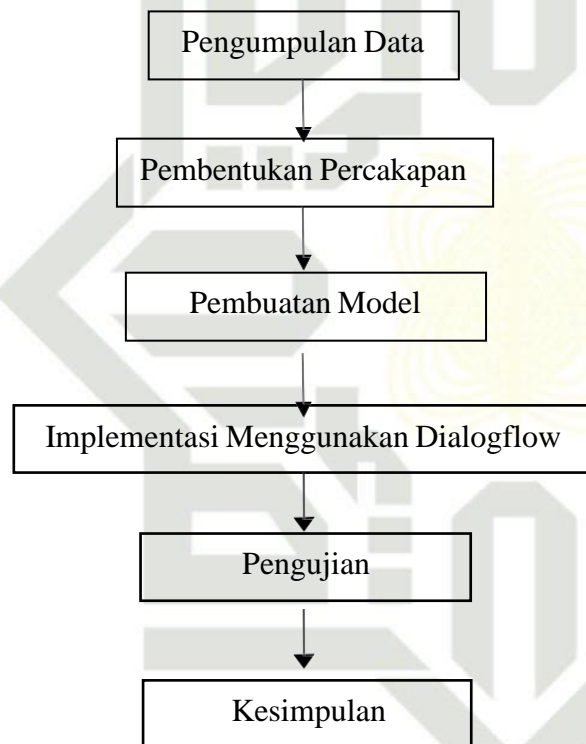 Pengumpulan Data
Pembentukan Percakapan
Pembuatan Model
Implementasi Menggunakan Dialogflow
Pengujian
Kesimpulan